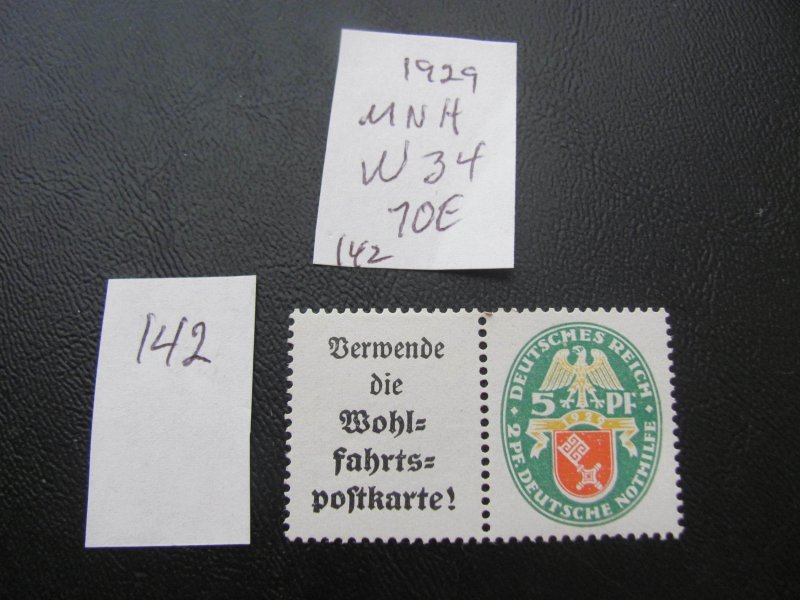 1929
MNH
W34
70E
142
142
Verwende
die
Wohl=
fahrts=
postkarte!
DEUTSCHES REICH
5 PF
1929
2 PF. DEUTSCHE NOTHILFE